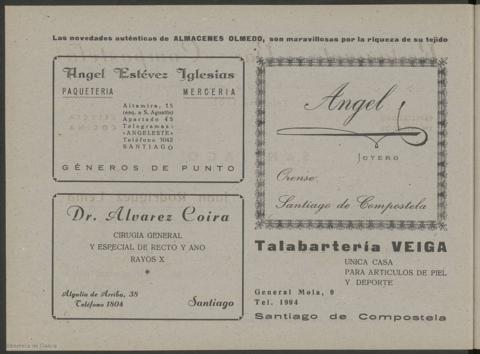 Las novedades auténticas de ALMACENES OLMEDO, son maravillosas por la riqueza de su tejido
Angel Estévez Iglesias
PAQUETERIA MERCERIA
Altamira, 15
(esq. a S. Agustín)
Apartado 45
Telegramas:
«ANGELESTE»
Teléfono 1042
SANTIAGO
GÉNEROS DE PUNTO
Dr. Alvarez Coira
CIRUGIA GENERAL
Y ESPECIAL DE RECTO Y ANO
RAYOS X
Algalia de Arriba, 38
Teléfono 1804
Santiago
Angel
JOYERO
Orense
Santiago de Compostela
Talabartería VEIGA
UNICA CASA
PARA ARTICULOS DE PIEL
Y DEPORTE
General Mola, 9
Tel. 1994
Santiago de Compostela